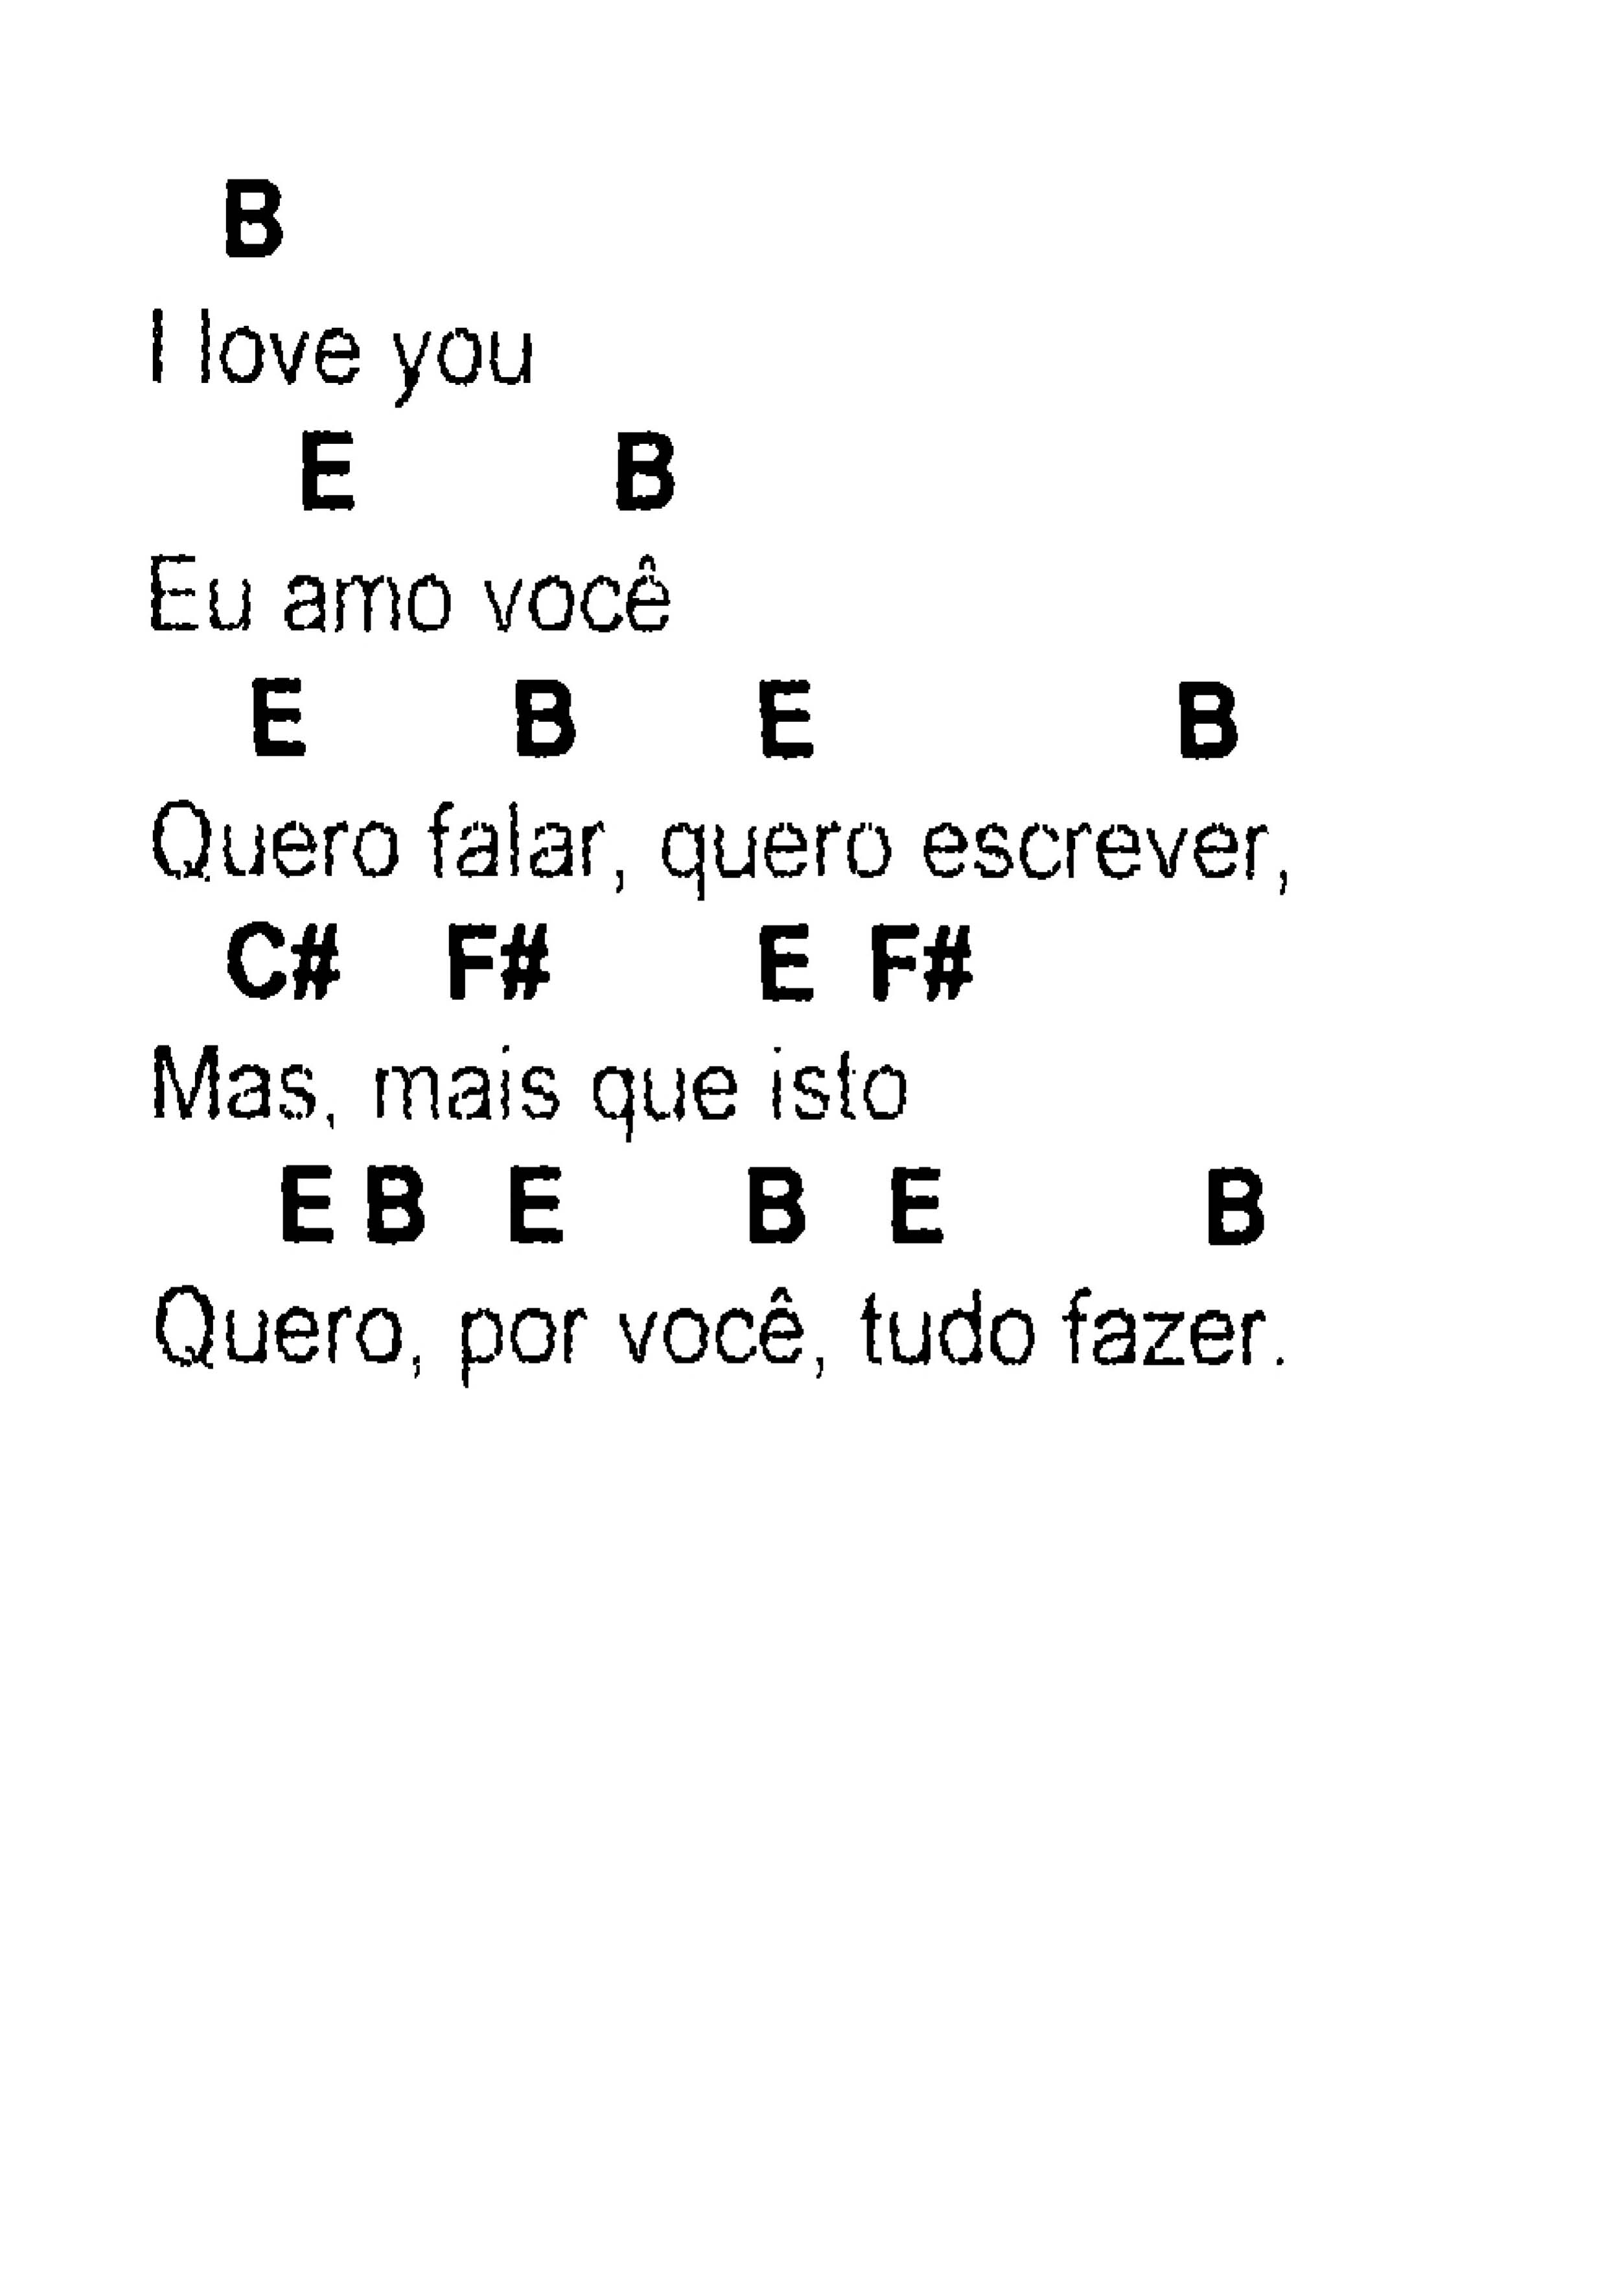 B
I love you
E B
Eu amo você
E B E B
Quero falar, quero escrever,
C# F# E F#
Mas, mais que isto
E B E B E B
Quero, por você, tudo fazer.